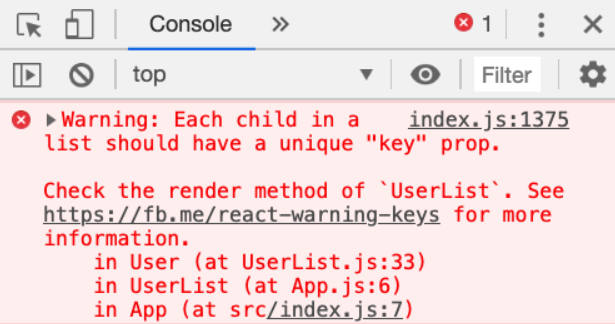 Console » 1
top Filter
Warning: Each child in a index.js:1375
list should have a unique "key" prop.
Check the render method of `UserList`. See
https://fb.me/react-warning-keys for more
information.
in User (at UserList.js:33)
in UserList (at App.js:6)
in App (at src/index.js:7)